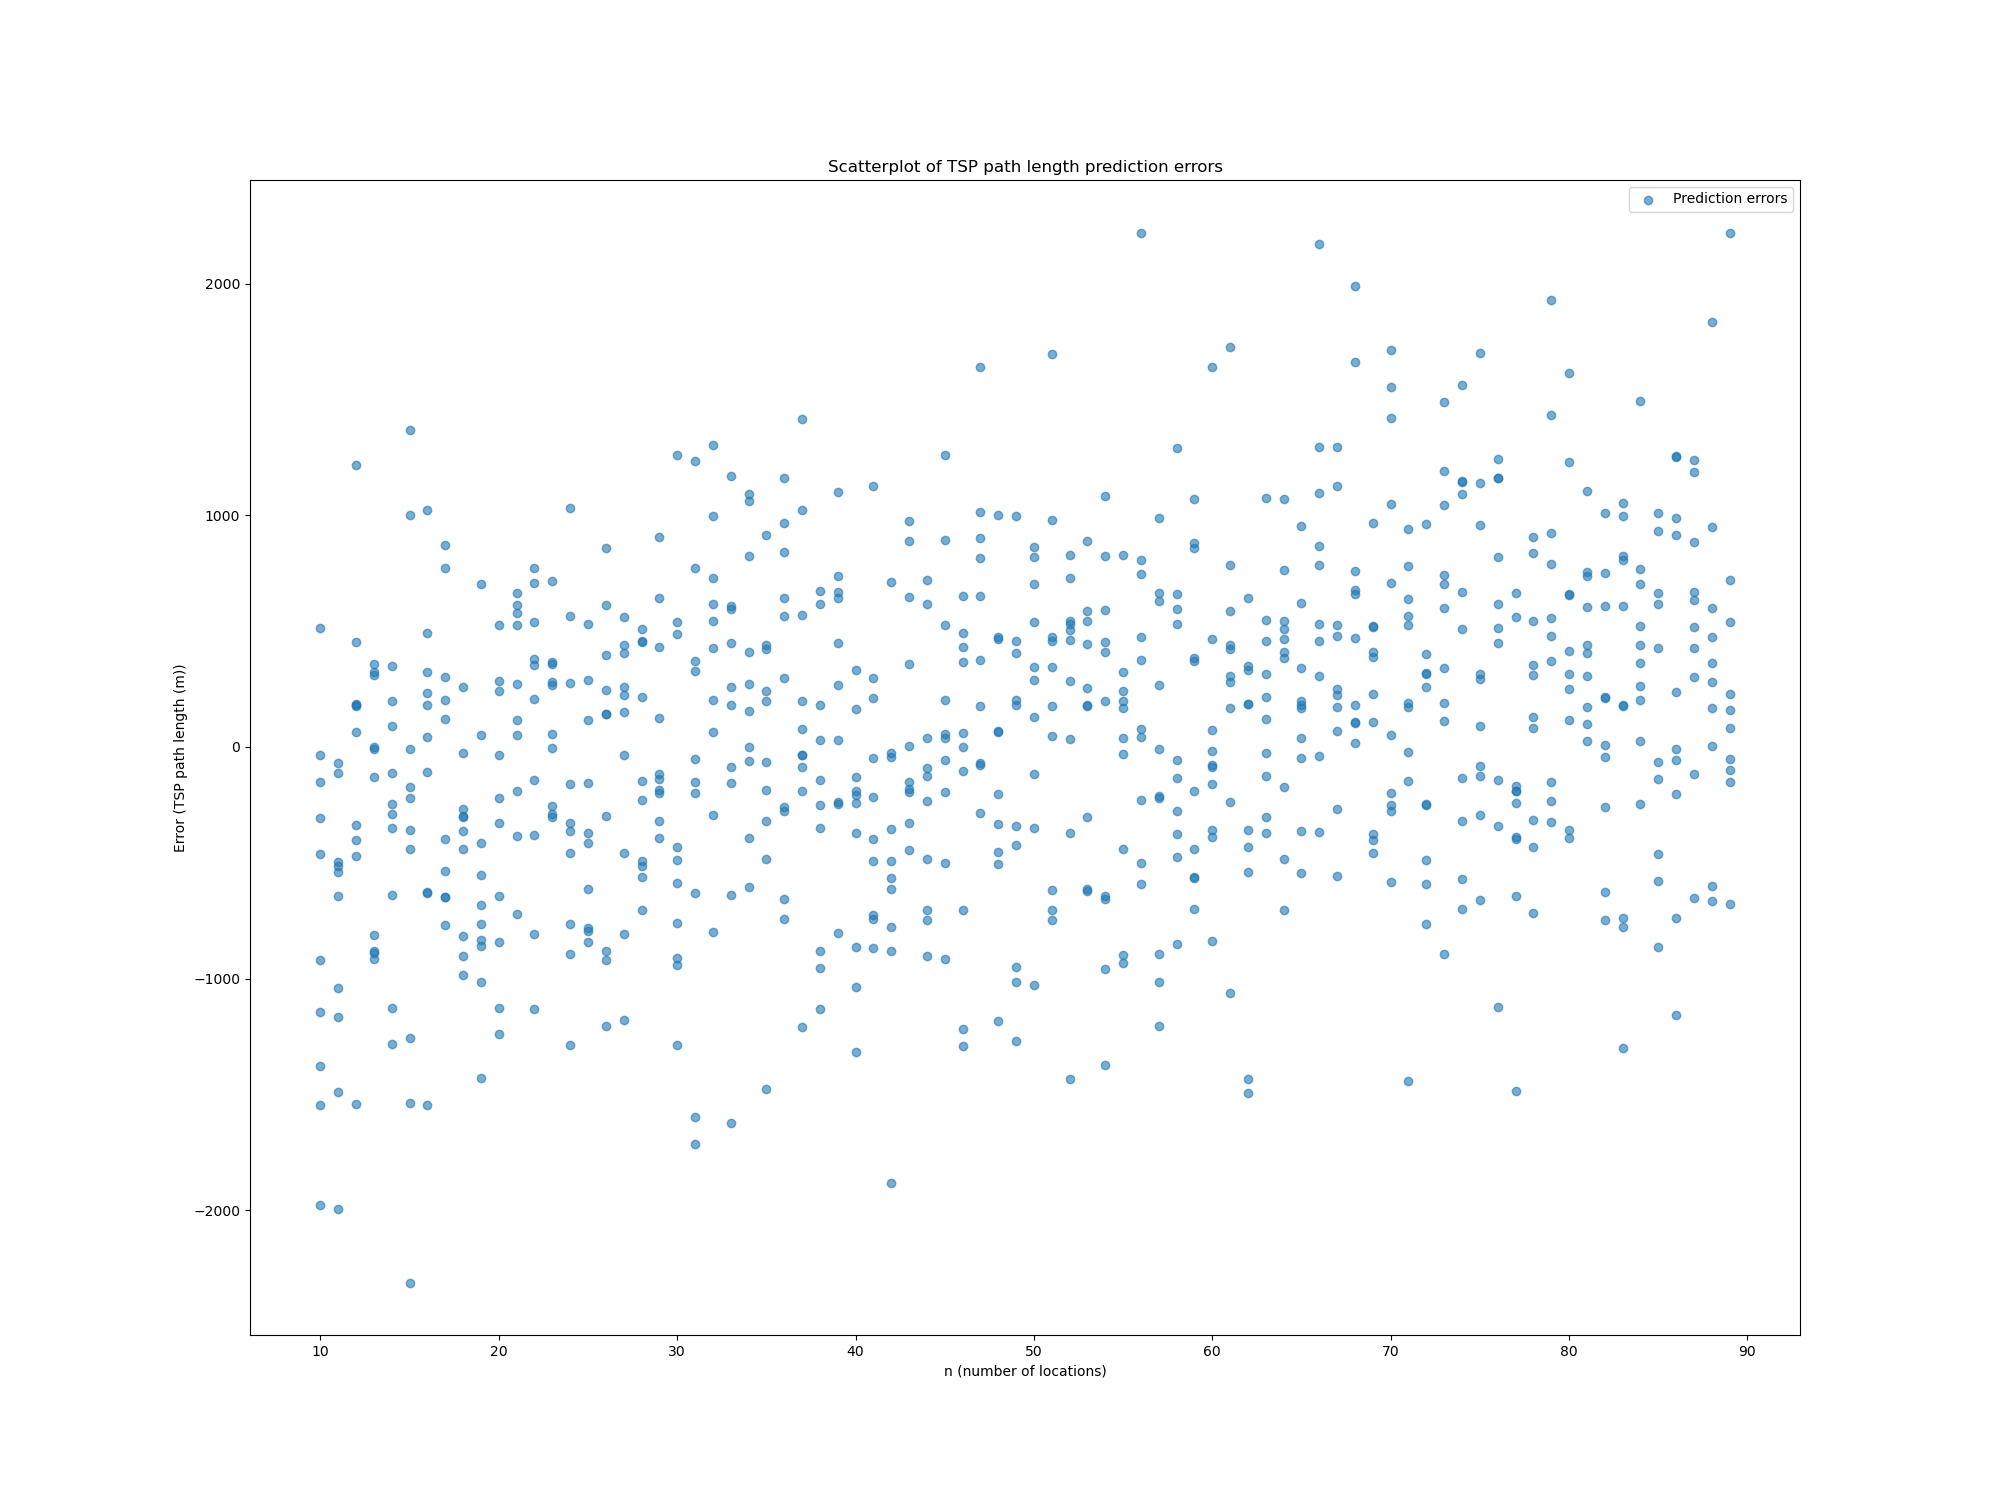 Scatterplot of TSP path length prediction errors
Prediction errors
2000
1000
0
−1000
−2000
Error (TSP path length (m))
10 20 30 40 50 60 70 80 90
n (number of locations)